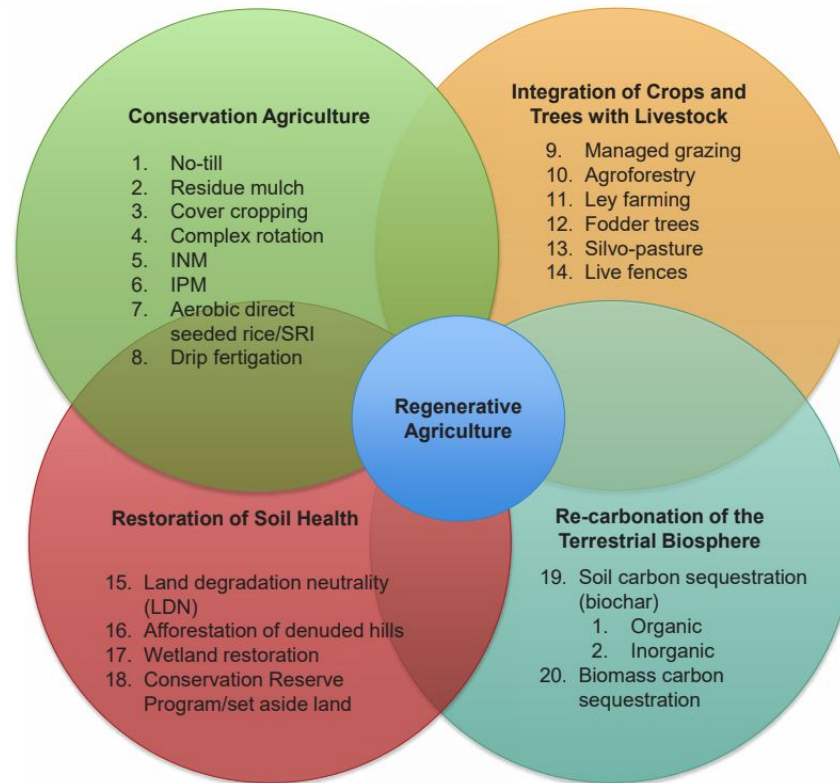 Conservation Agriculture
1. No-till
2. Residue mulch
3. Cover cropping
4. Complex rotation
5. INM
6. IPM
7. Aerobic direct
seeded rice/SRI
8. Drip fertigation
Integration of Crops and
Trees with Livestock
9. Managed grazing
10. Agroforestry
11. Ley farming
12. Fodder trees
13. Silvo-pasture
14. Live fences
Regenerative
Agriculture
Restoration of Soil Health
15. Land degradation neutrality
(LDN)
16. Afforestation of denuded hills
17. Wetland restoration
18. Conservation Reserve
Program/set aside land
Re-carbonation of the
Terrestrial Biosphere
19. Soil carbon sequestration
(biochar)
1. Organic
2. Inorganic
20. Biomass carbon
sequestration